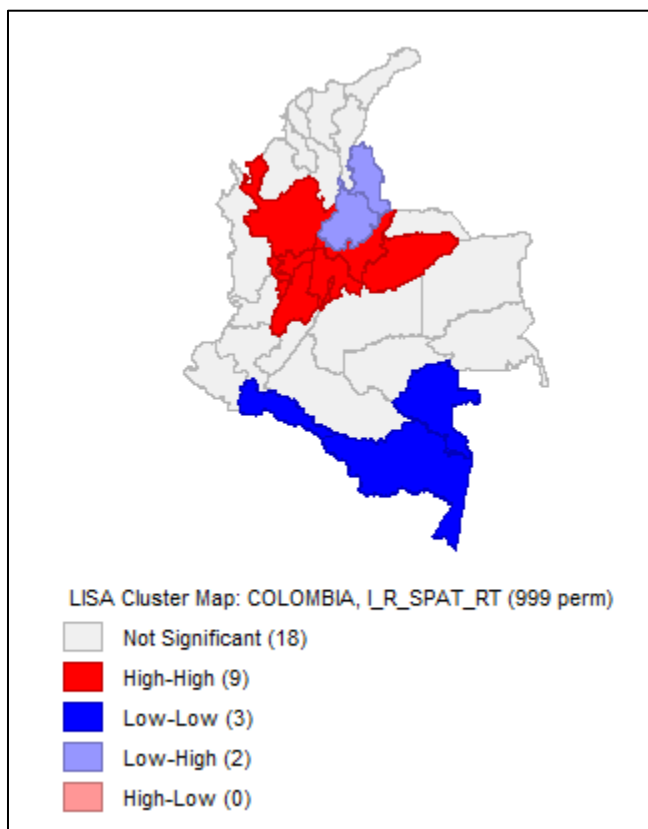 LISA Cluster Map: COLOMBIA, I_R_SPAT_RT (999 perm)
Not Significant (18)
High-High (9)
Low-Low (3)
Low-High (2)
High-Low (0)